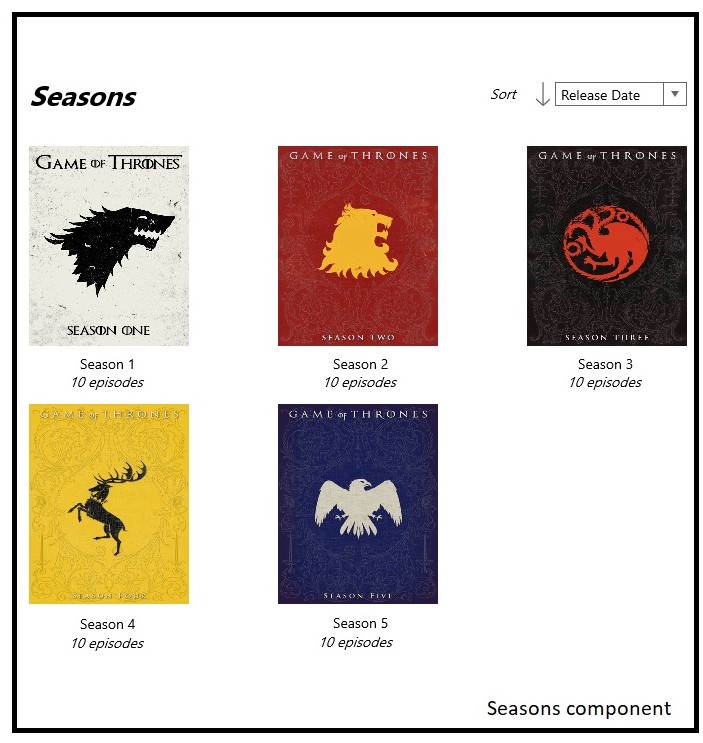 Seasons
Sort
Release Date
GAME OF THRONES
SEASON ONE
GAME of THRONES
SEASON TWO
GAME of THRONES
SEASON THREE
Season 1
10 episodes
Season 2
10 episodes
Season 3
10 episodes
GAME of THRONES
SEASON FOUR
GAME of THRONES
SEASON FIVE
Season 4
10 episodes
Season 5
10 episodes
Seasons component